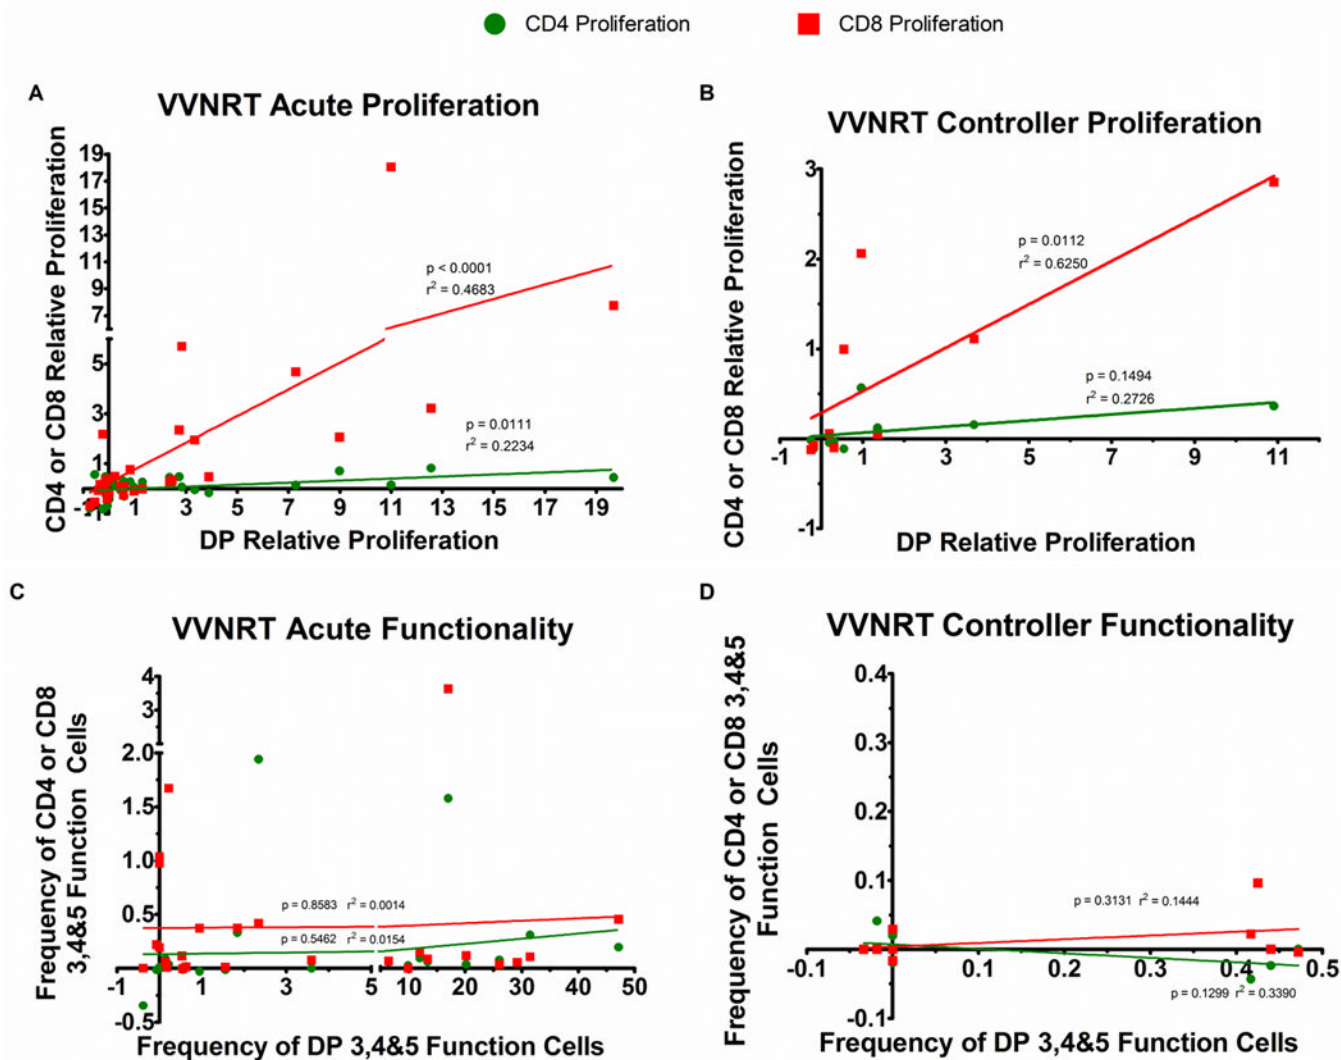 CD4 Proliferation
CD8 Proliferation
A
VVNRT Acute Proliferation
CD4 or CD8 Relative Proliferation
19
17
15
13
11
9
7
5
3
1
p < 0.0001
r² = 0.4683
p = 0.0111
r² = 0.2234
-1 1 3 5 7 9 11 13 15 17 19
DP Relative Proliferation
B
VVNRT Controller Proliferation
CD4 or CD8 Relative Proliferation
3
2
1
-1
p = 0.0112
r² = 0.6250
p = 0.1494
r² = 0.2726
-1 1 3 5 7 9 11
DP Relative Proliferation
C
VVNRT Acute Functionality
Frequency of CD4 or CD8
3,4&5 Function Cells
4
3
2.0
1.5
1.0
0.5
-0.5
p = 0.8583 r² = 0.0014
p = 0.5462 r² = 0.0154
-1 1 3 5 10 20 30 40 50
Frequency of DP 3,4&5 Function Cells
D
VVNRT Controller Functionality
Frequency of CD4 or CD8 3,4&5
Function Cells
0.4
0.3
0.2
0.1
-0.1
p = 0.3131 r² = 0.1444
-0.1 0.1 0.2 0.3 0.4 0.5
p = 0.1299 r² = 0.3390
Frequency of DP 3,4&5 Function Cells